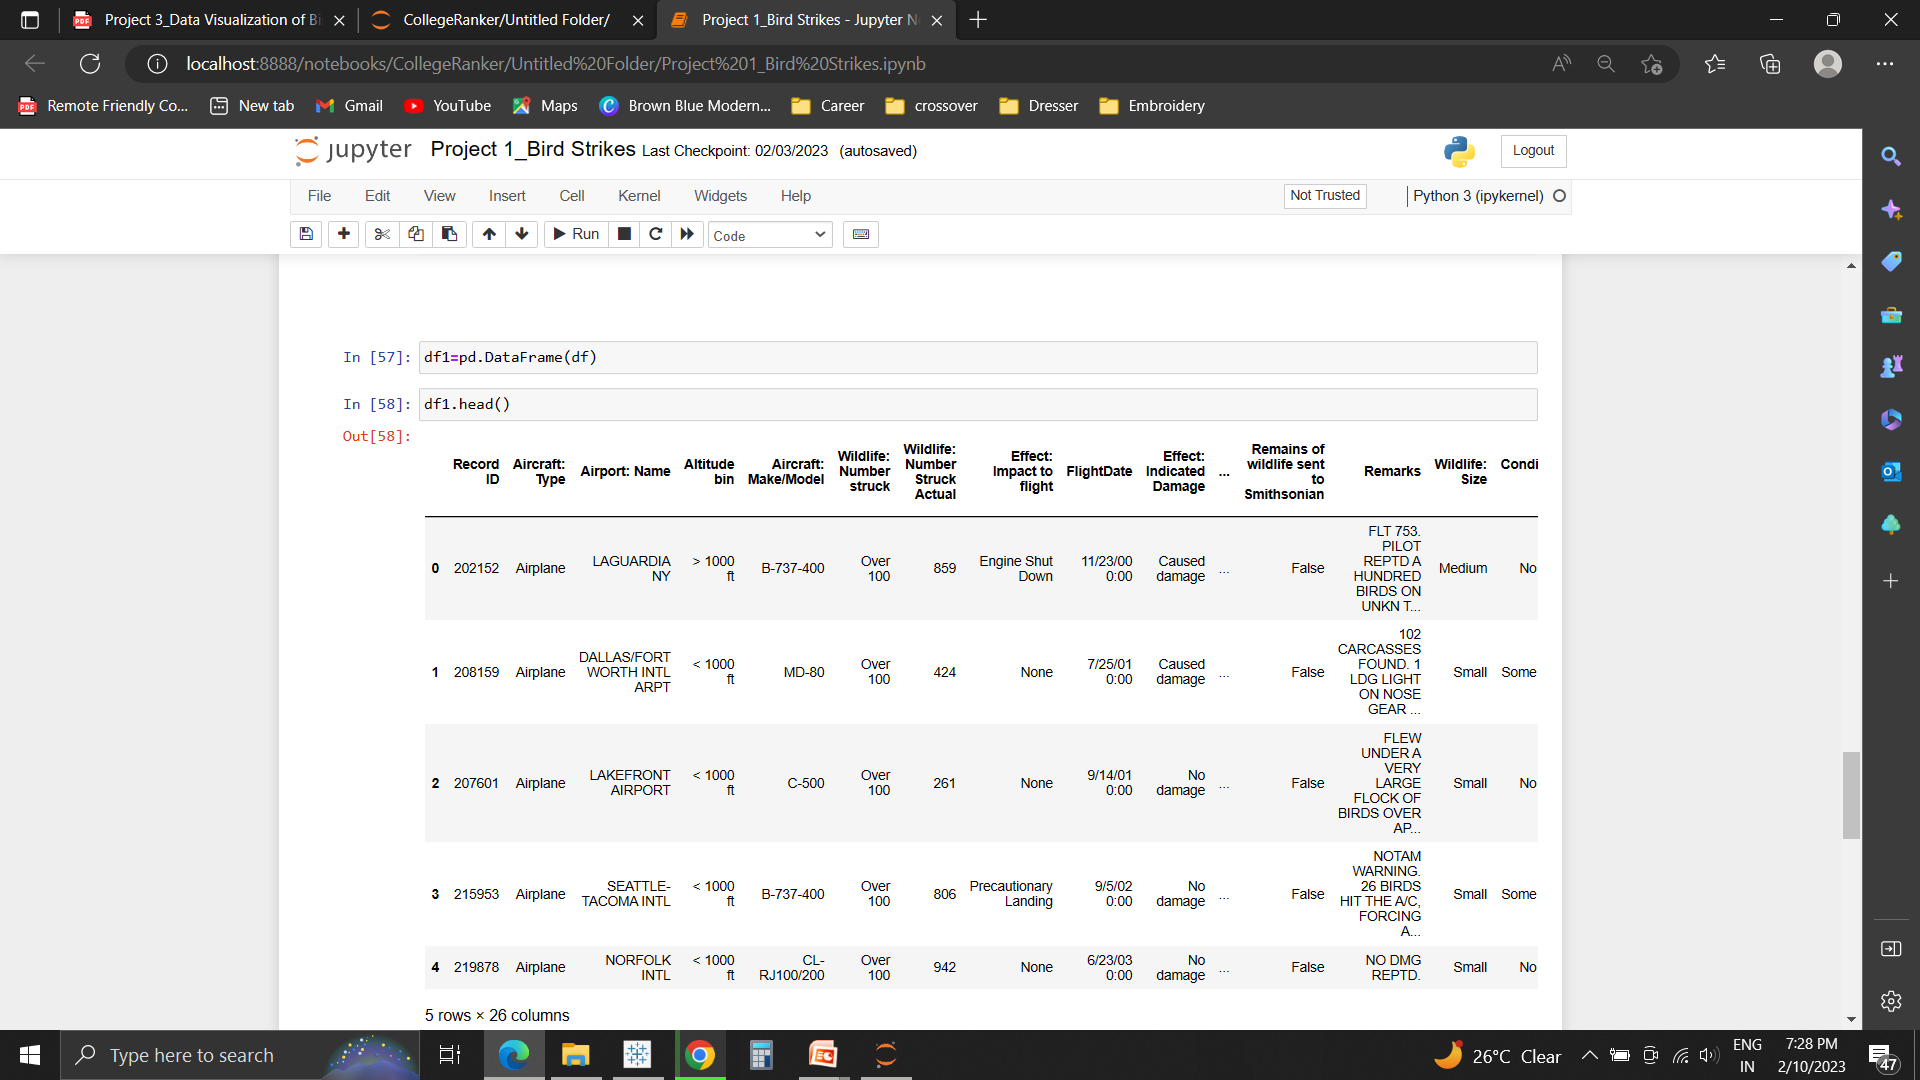 Project 3_Data Visualization of Bi
CollegeRanker/Untitled Folder/
Project 1_Bird Strikes - Jupyter N
localhost:8888/notebooks/CollegeRanker/Untitled%20Folder/Project%201_Bird%20Strikes.ipynb
Remote Friendly Co... New tab Gmail YouTube Maps Brown Blue Modern... Career crossover Dresser Embroidery
jupyter Project 1_Bird Strikes Last Checkpoint: 02/03/2023 (autosaved) Logout
File Edit View Insert Cell Kernel Widgets Help Not Trusted Python 3 (ipykernel)
Run Code
In [57]: df1=pd.DataFrame(df)
In [58]: df1.head()
Out[58]:
Record ID Aircraft: Type Airport: Name Altitude bin Aircraft: Make/Model Wildlife: Number struck Wildlife: Number Struck Actual Effect: Impact to flight FlightDate Effect: Indicated Damage ... Remains of wildlife sent to Smithsonian Remarks Wildlife: Size Condi
0 202152 Airplane LAGUARDIA NY > 1000 ft B-737-400 Over 100 859 Engine Shut Down 11/23/00 0:00 Caused damage ... False FLT 753. PILOT REPTD A HUNDRED BIRDS ON UNKN T... Medium No
1 208159 Airplane DALLAS/FORT WORTH INTL ARPT < 1000 ft MD-80 Over 100 424 None 7/25/01 0:00 Caused damage ... False 102 CARCASSES FOUND. 1 LDG LIGHT ON NOSE GEAR ... Small Some
2 207601 Airplane LAKEFRONT AIRPORT < 1000 ft C-500 Over 100 261 None 9/14/01 0:00 No damage ... False FLEW UNDER A VERY LARGE FLOCK OF BIRDS OVER AP... Small No
3 215953 Airplane SEATTLE-TACOMA INTL < 1000 ft B-737-400 Over 100 806 Precautionary Landing 9/5/02 0:00 No damage ... False NOTAM WARNING. 26 BIRDS HIT THE A/C, FORCING A... Small Some
4 219878 Airplane NORFOLK INTL < 1000 ft CL-RJ100/200 Over 100 942 None 6/23/03 0:00 No damage ... False NO DMG REPTD. Small No
5 rows × 26 columns
Type here to search
26°C Clear
ENG
IN
7:28 PM
2/10/2023
47